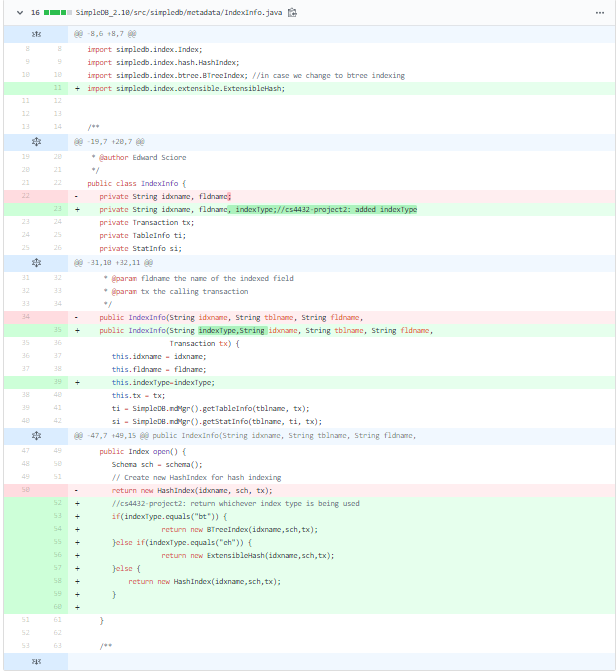 16 SimpleDB_2.10/src/simpledb/metadata/IndexInfo.java
@@ -8,6 +8,7 @@
8 8 import simpledb.index.Index;
9 9 import simpledb.index.hash.HashIndex;
10 10 import simpledb.index.btree.BTreeIndex; //in case we change to btree indexing
11 + import simpledb.index.extensible.ExtensibleHash;
11 12
12 13
13 14 /**
@@ -19,7 +20,7 @@
19 20 * @author Edward Sciore
20 21 */
21 22 public class IndexInfo {
22 - private String idxname, fldname;
23 + private String idxname, fldname, indexType;//cs4432-project2: added indexType
23 24 private Transaction tx;
24 25 private TableInfo ti;
25 26 private StatInfo si;
@@ -31,10 +32,11 @@
31 32 * @param fldname the name of the indexed field
32 33 * @param tx the calling transaction
33 34 */
34 - public IndexInfo(String idxname, String tblname, String fldname,
35 + public IndexInfo(String indexType,String idxname, String tblname, String fldname,
35 36 Transaction tx) {
36 37 this.idxname = idxname;
37 38 this.fldname = fldname;
39 + this.indexType=indexType;
38 40 this.tx = tx;
39 41 ti = SimpleDB.mdMgr().getTableInfo(tblname, tx);
40 42 si = SimpleDB.mdMgr().getStatInfo(tblname, ti, tx);
@@ -47,7 +49,15 @@ public IndexInfo(String idxname, String tblname, String fldname,
47 49 public Index open() {
48 50 Schema sch = schema();
49 51 // Create new HashIndex for hash indexing
50 - return new HashIndex(idxname, sch, tx);
52 + //cs4432-project2: return whichever index type is being used
53 + if(indexType.equals("bt")) {
54 + return new BTreeIndex(idxname,sch,tx);
55 + }else if(indexType.equals("eh")) {
56 + return new ExtensibleHash(idxname,sch,tx);
57 + }else {
58 + return new HashIndex(idxname,sch,tx);
59 + }
60 +
51 61 }
52 62
53 63 /**